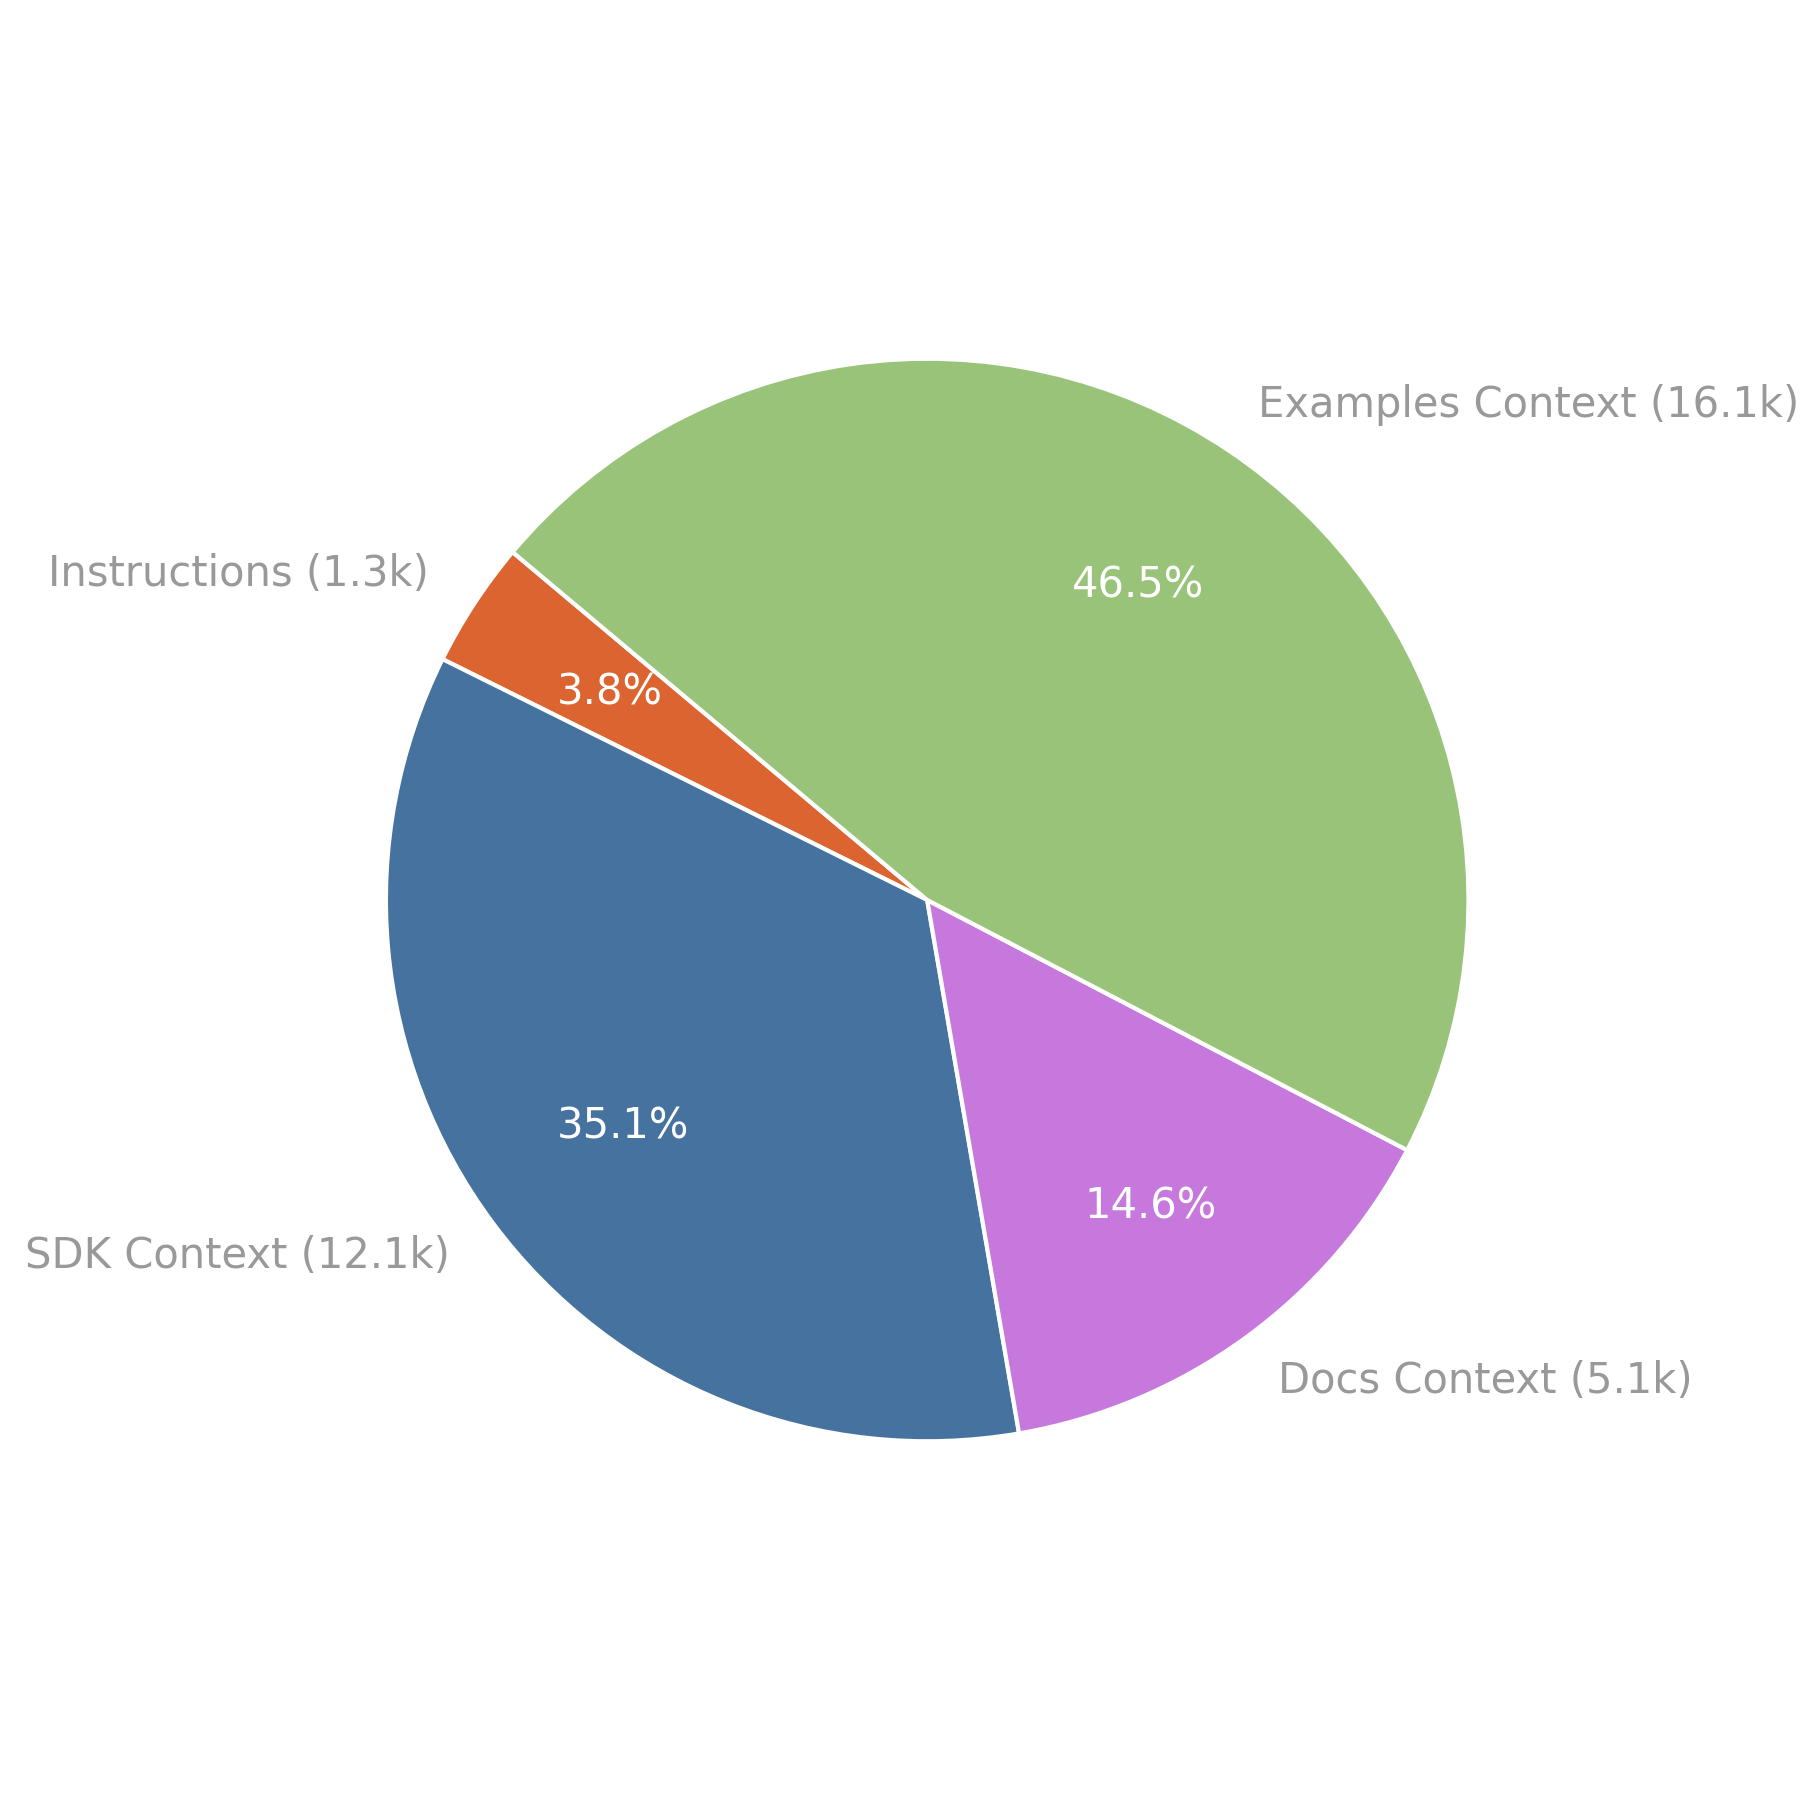 Examples Context (16.1k)
46.5%
Instructions (1.3k)
3.8%
35.1%
SDK Context (12.1k)
14.6%
Docs Context (5.1k)